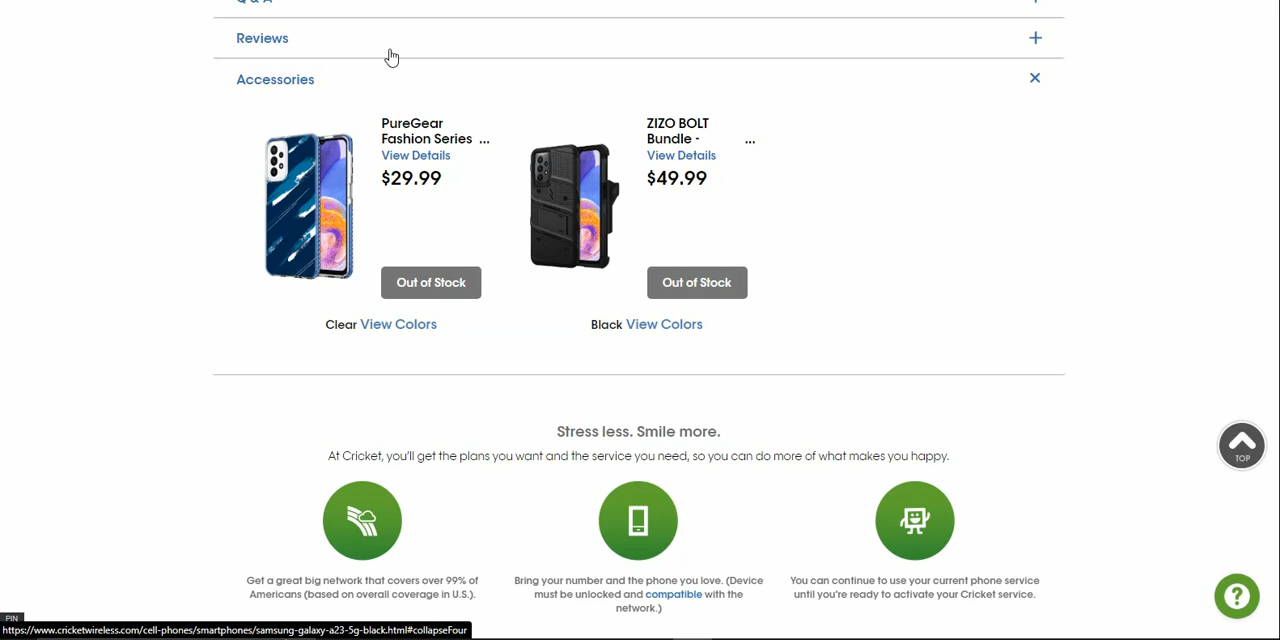 Q & A +
Reviews +
Accessories ×
PureGear
Fashion Series ...
View Details
$29.99
Out of Stock
Clear View Colors
ZIZO BOLT
Bundle - ...
View Details
$49.99
Out of Stock
Black View Colors
Stress less. Smile more.
At Cricket, you'll get the plans you want and the service you need, so you can do more of what makes you happy.
Get a great big network that covers over 99% of
Americans (based on overall coverage in U.S.).
Bring your number and the phone you love. (Device
must be unlocked and compatible with the
network.)
You can continue to use your current phone service
until you're ready to activate your Cricket service.
TOP
?
PIN
https://www.cricketwireless.com/cell-phones/smartphones/samsung-galaxy-a23-5g-black.html#collapseFour